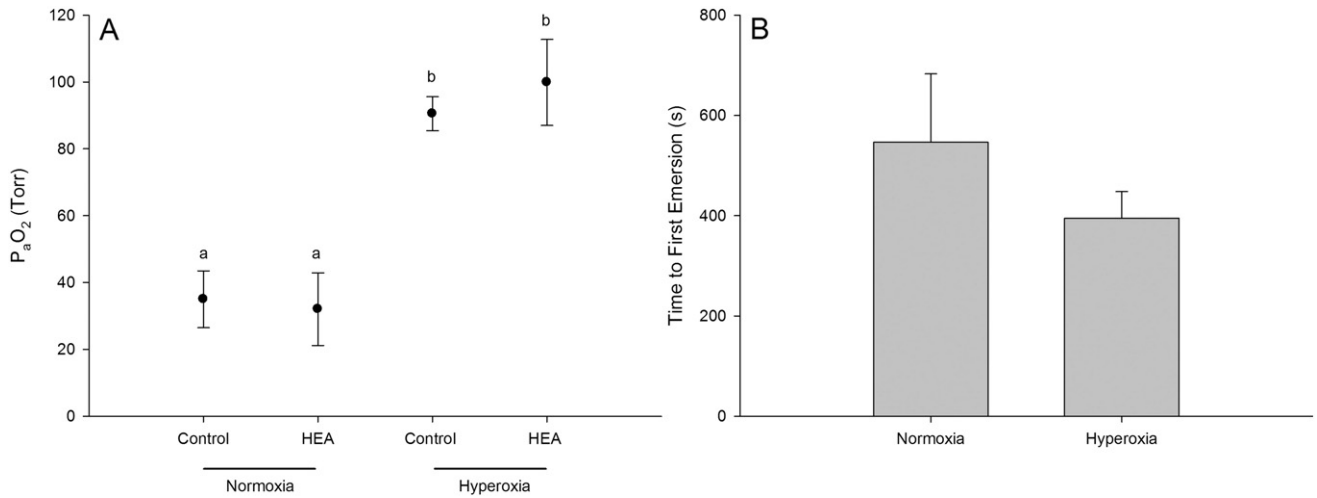 A
120
100
80
60
40
20
0
PaO2 (Torr)
a
a
b
b
Control
HEA
Control
HEA
Normoxia
Hyperoxia
B
800
600
400
200
0
Time to First Emersion (s)
Normoxia
Hyperoxia